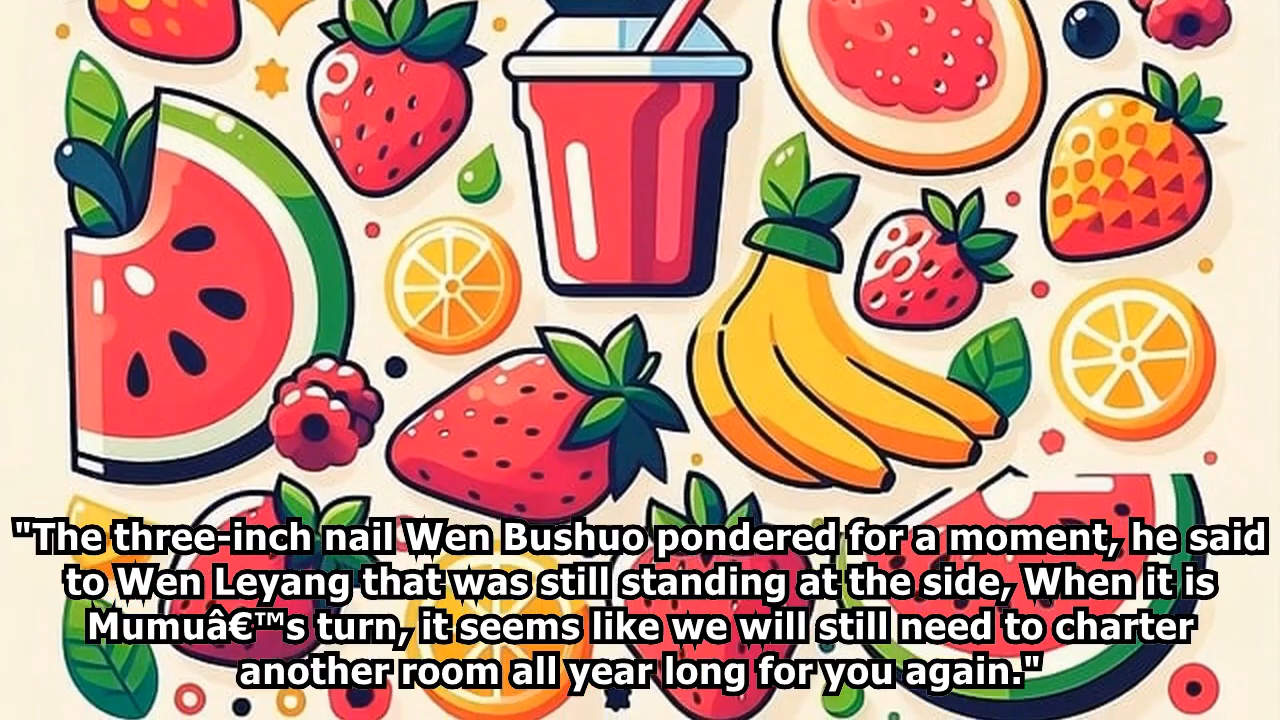 "The three-inch nail Wen Bushuo pondered for a moment, he said
to Wen Leyang that was still standing at the side, When it is
Mumuâ€™s turn, it seems like we will still need to charter
another room all year long for you again."